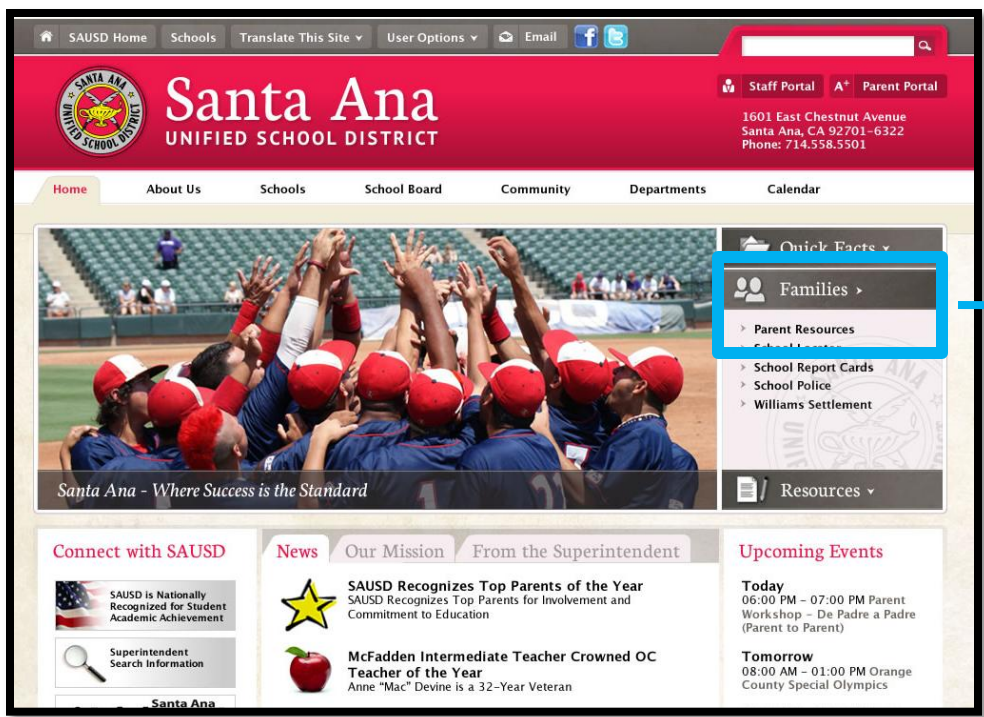 SAUSD Home Schools Translate This Site User Options Email
Staff Portal A+ Parent Portal
SANTA ANA
UNIFIED SCHOOL DISTRICT
Santa Ana
UNIFIED SCHOOL DISTRICT
1601 East Chestnut Avenue
Santa Ana, CA 92701-6322
Phone: 714.558.5501
Home About Us Schools School Board Community Departments Calendar
Quick Facts
Families
Parent Resources
School Locator
School Report Cards
School Police
Williams Settlement
Resources
Santa Ana - Where Success is the Standard
Connect with SAUSD
SAUSD is Nationally
Recognized for Student
Academic Achievement
Superintendent
Search Information
Santa Ana
News Our Mission From the Superintendent
SAUSD Recognizes Top Parents of the Year
SAUSD Recognizes Top Parents for Involvement and
Commitment to Education
McFadden Intermediate Teacher Crowned OC
Teacher of the Year
Anne "Mac" Devine is a 32-Year Veteran
Upcoming Events
Today
06:00 PM - 07:00 PM Parent
Workshop - De Padre a Padre
(Parent to Parent)
Tomorrow
08:00 AM - 01:00 PM Orange
County Special Olympics